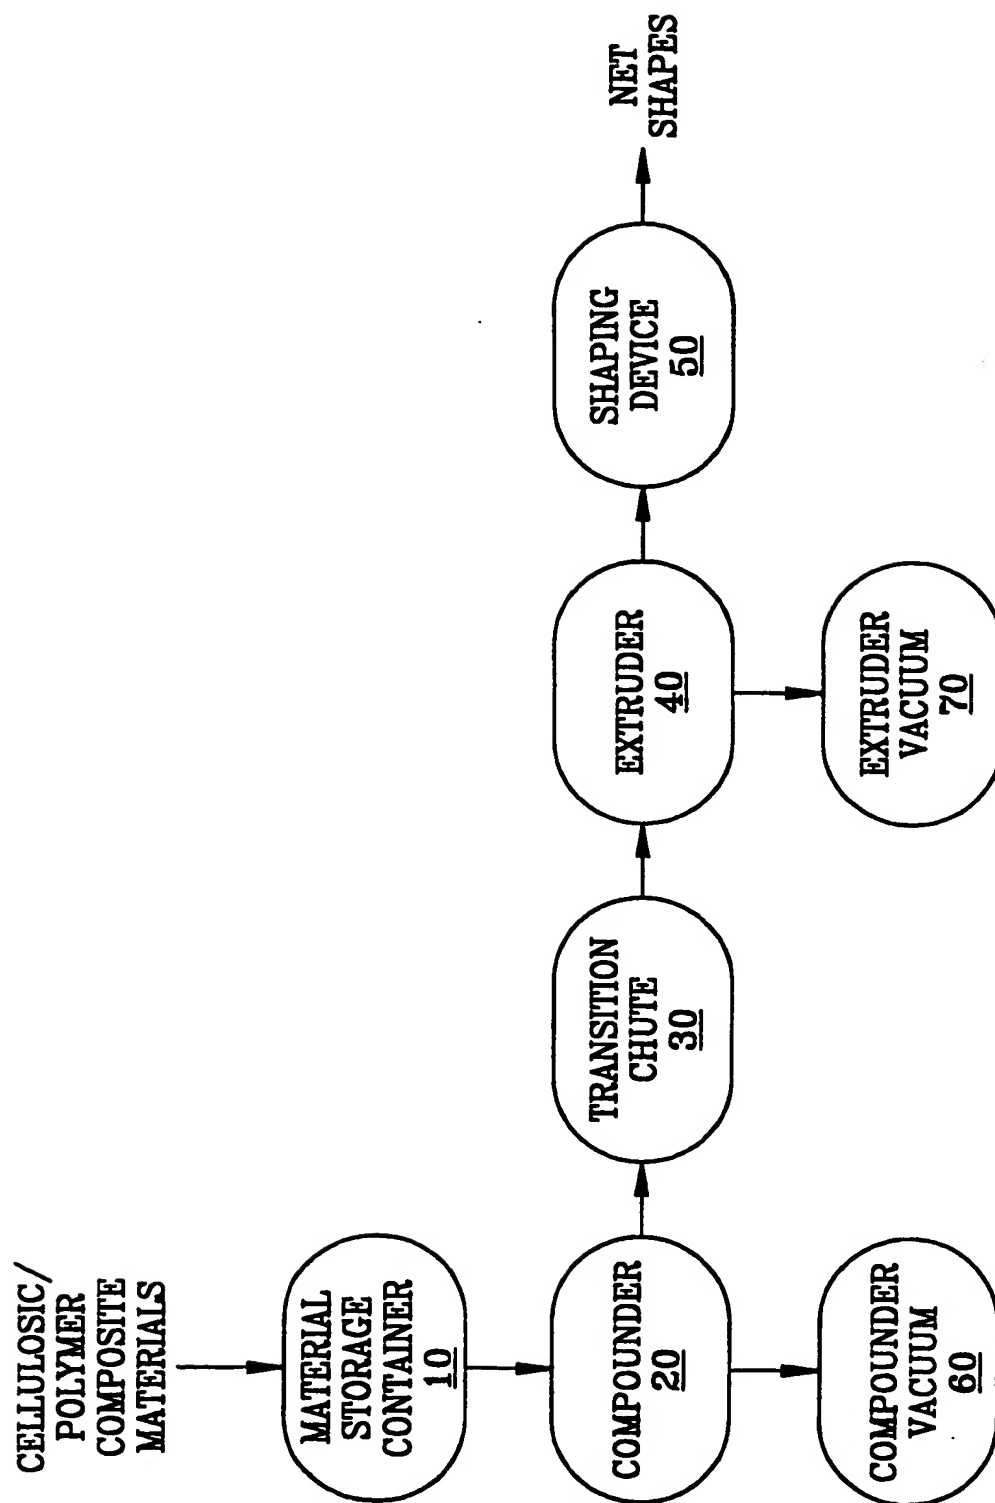 CELLULOSIC/
POLYMER
COMPOSITE
MATERIALS
MATERIAL
STORAGE
CONTAINER
10
COMPOUNDER
20
COMPOUNDER
VACUUM
60
TRANSITION
CHUTE
30
EXTRUDER
40
EXTRUDER
VACUUM
70
SHAPING
DEVICE
50
NET
SHAPES